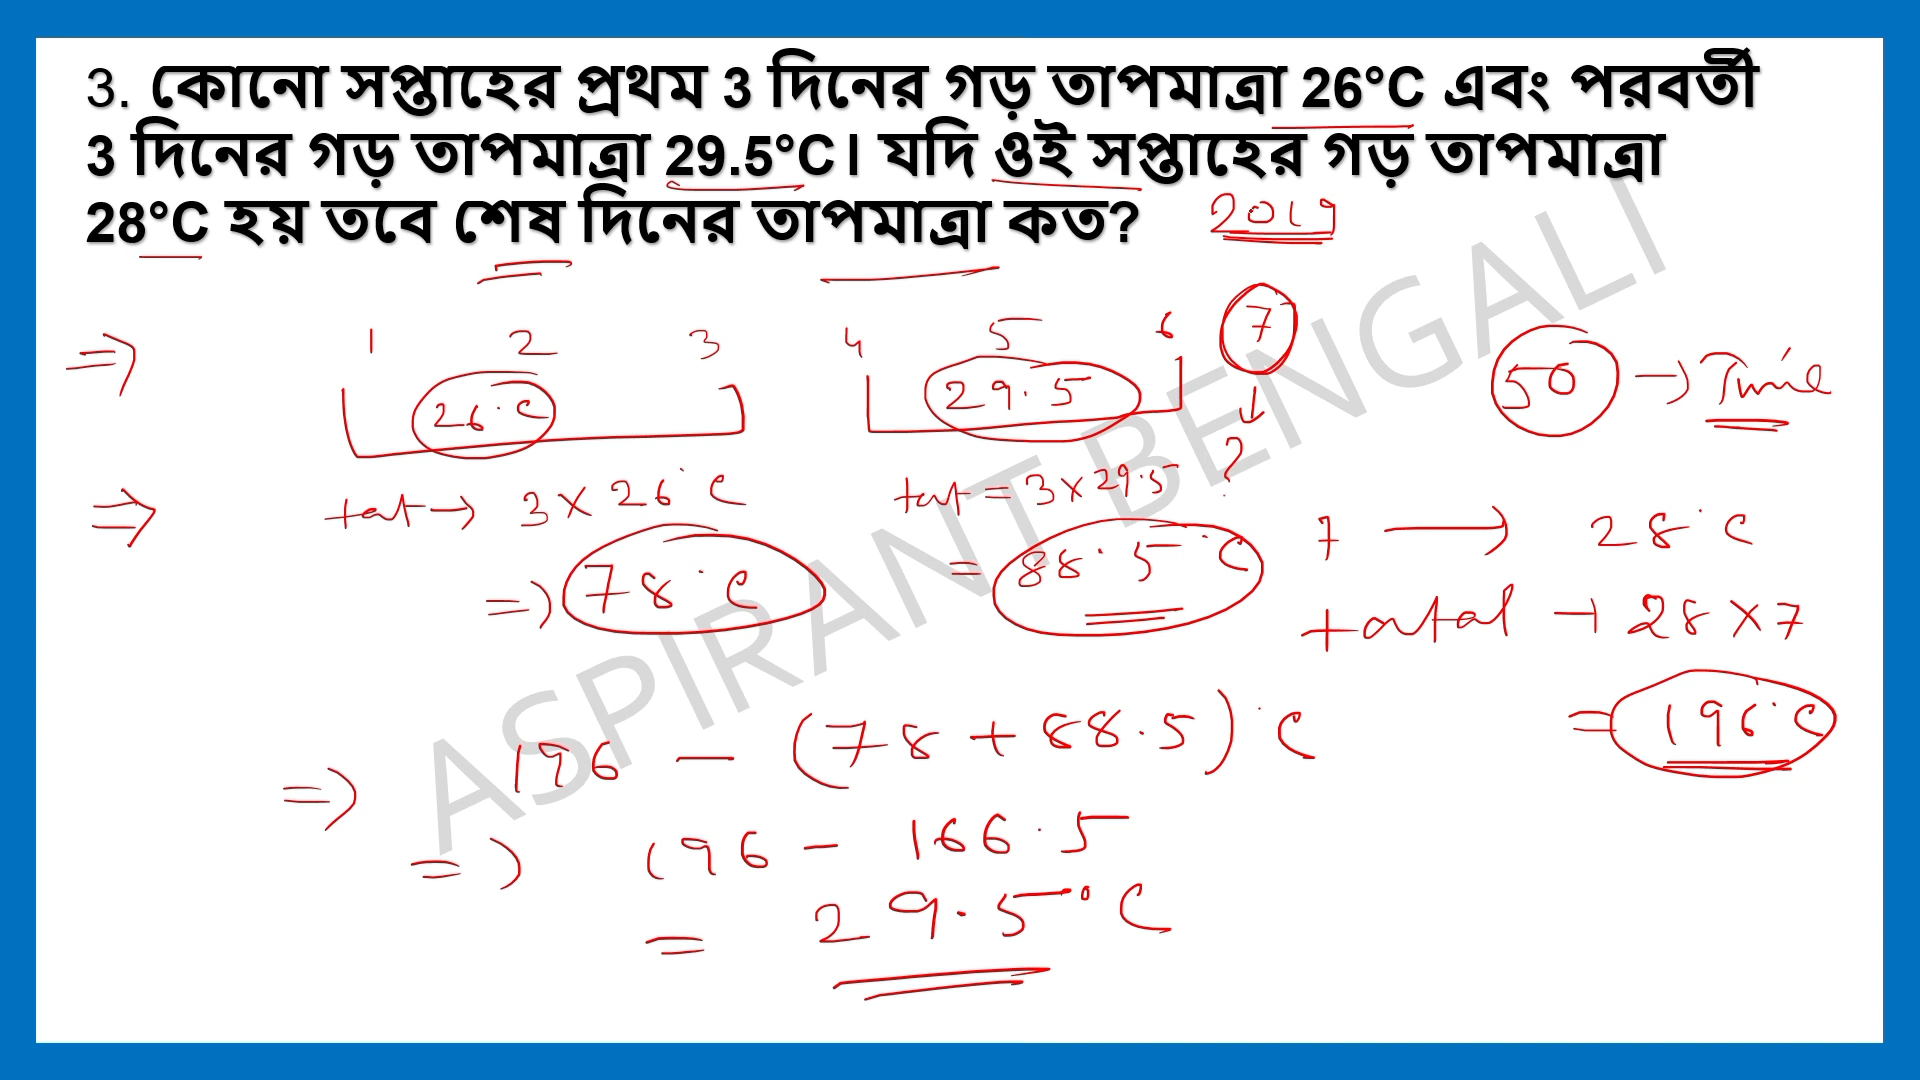 3. কোনো সপ্তাহের প্রথম 3 দিনের গড় তাপমাত্রা 26°C এবং পরবর্তী
3 দিনের গড় তাপমাত্রা 29.5°C। যদি ওই সপ্তাহের গড় তাপমাত্রা
28°C হয় তবে শেষ দিনের তাপমাত্রা কত?
2019
⇒ 1 2 3 4 5 6 7
26°C 29.5
50 → Time
?
⇒ tot → 3 × 26°C tot = 3 × 29.5
7 → 28°C
⇒ 78°C = 88.5°C
total → 28 × 7
= 196°C
⇒ 196 − (78 + 88.5)°C
⇒ 196 − 166.5
= 29.5°C
ASPIRANT BENGALI